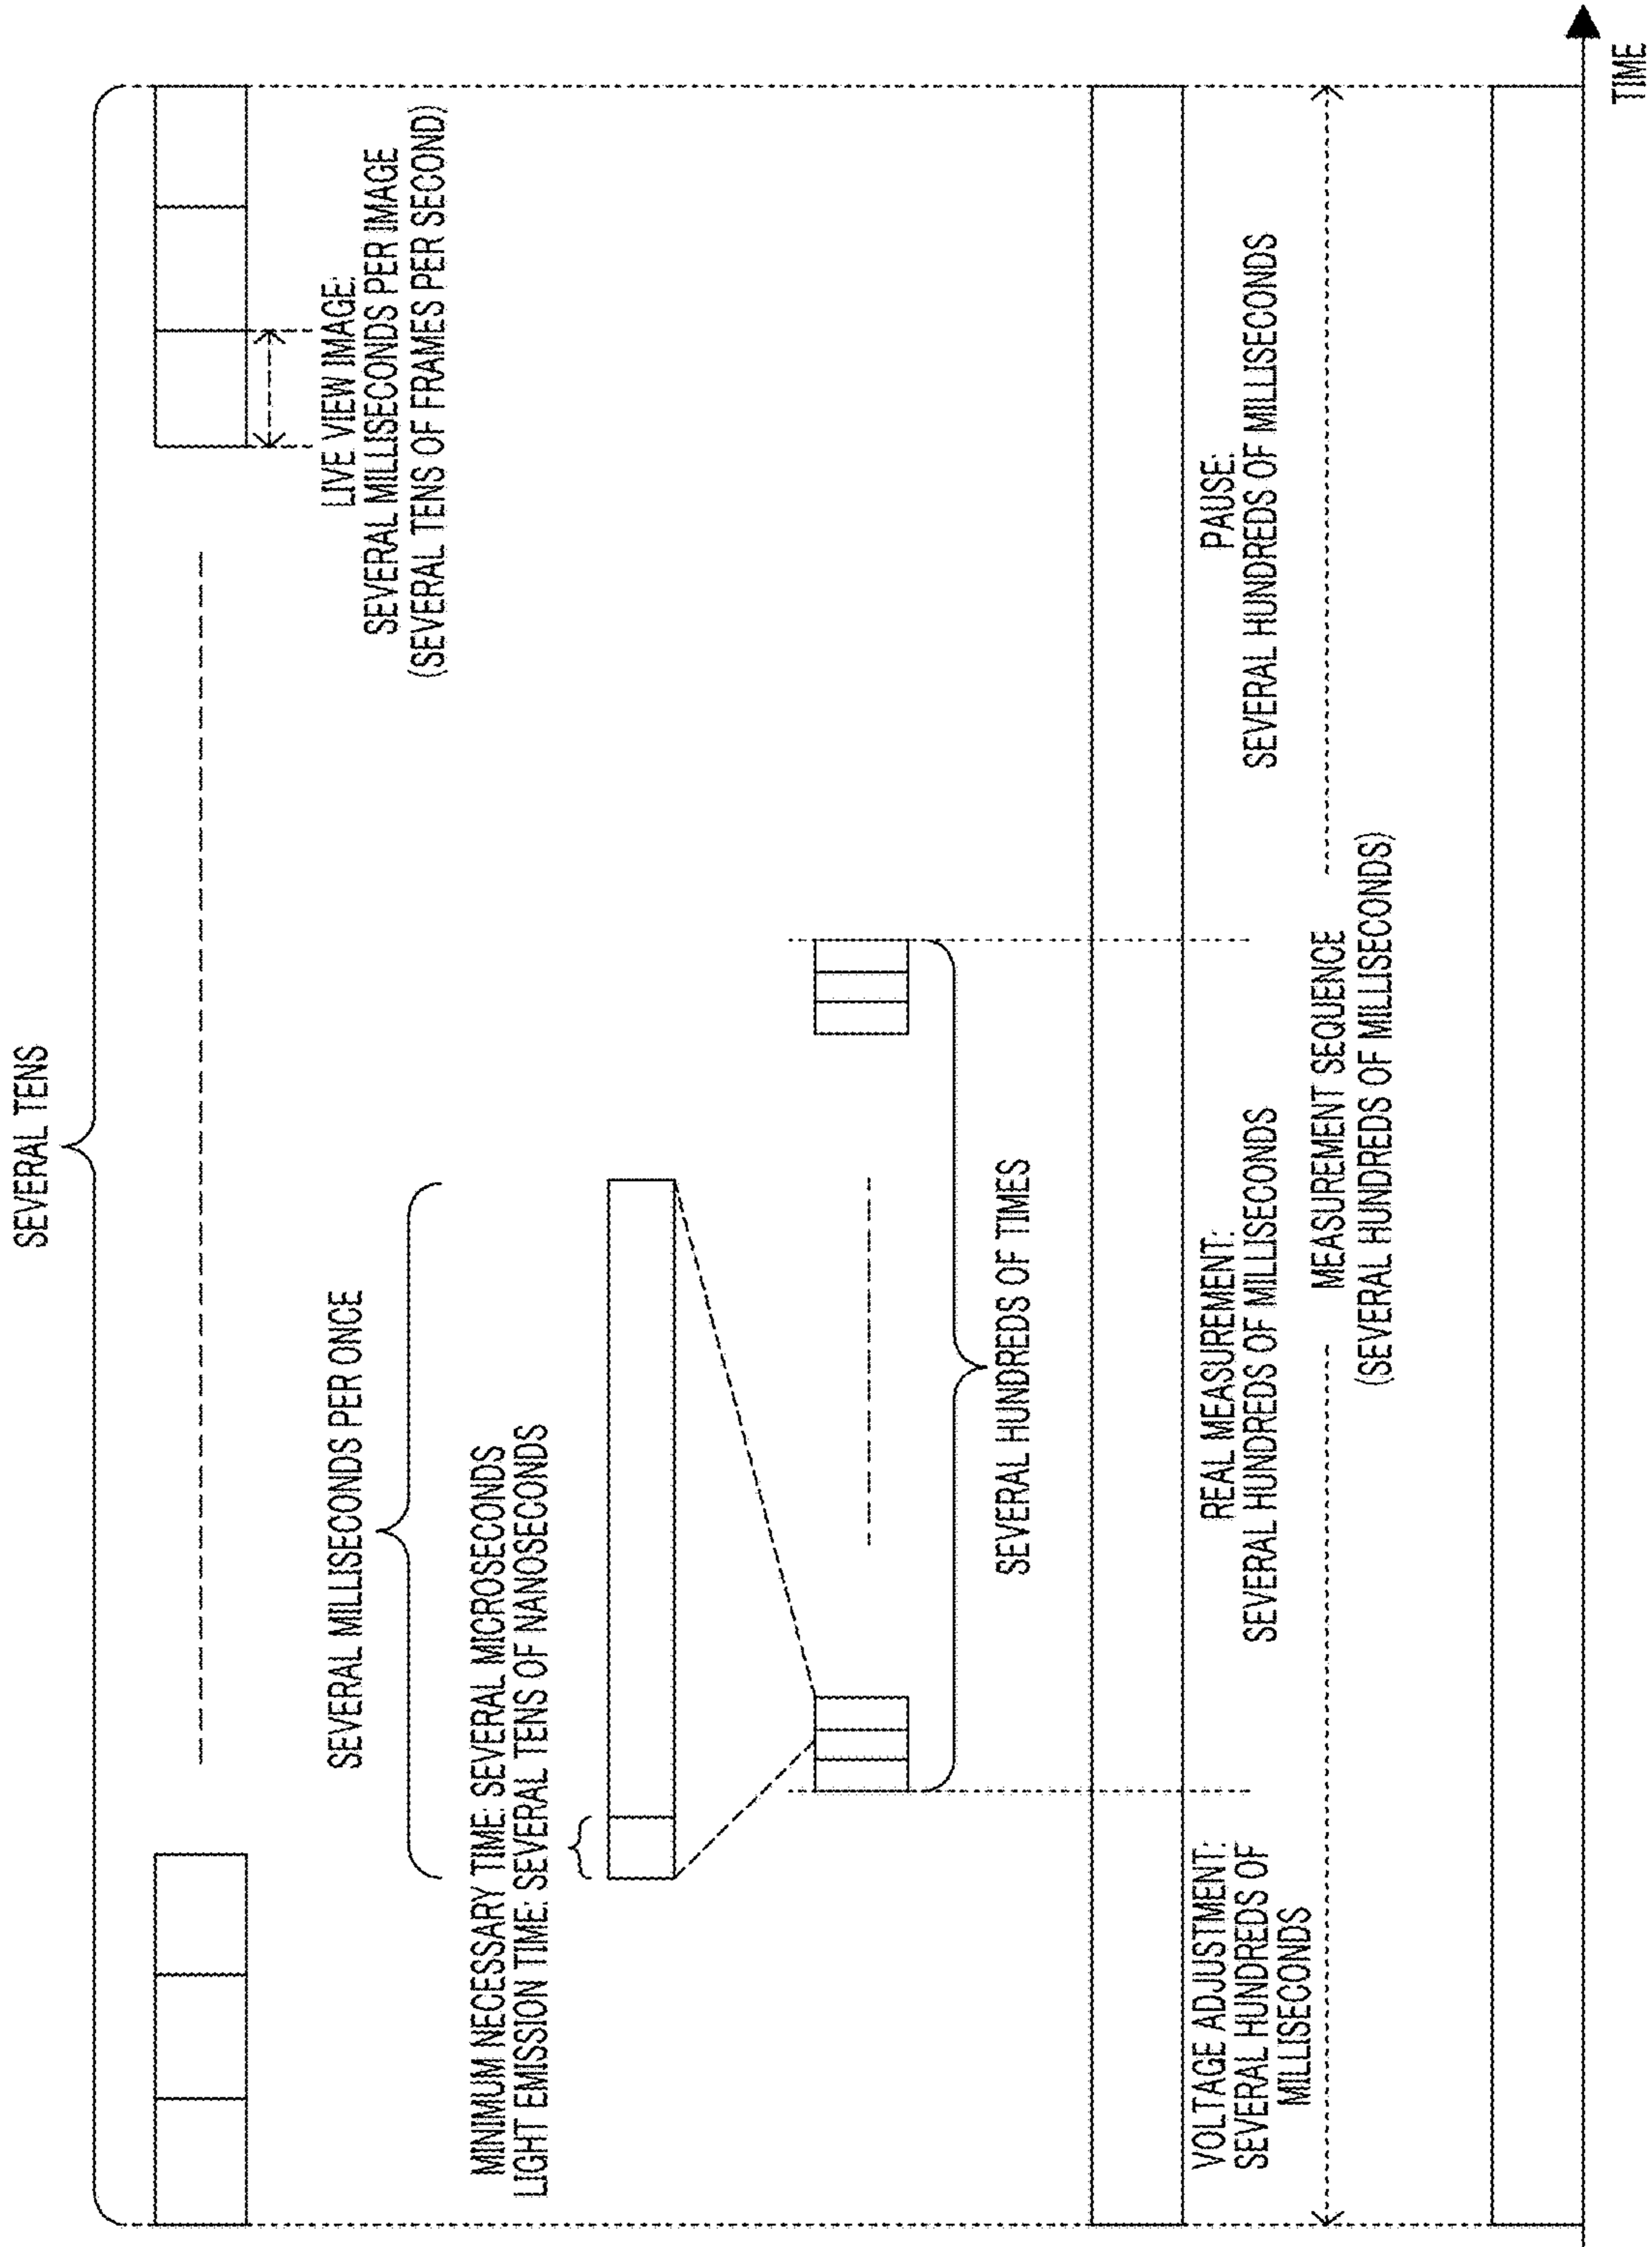 SEVERAL TENS
LIVE VIEW IMAGE:
SEVERAL MILLISECONDS PER IMAGE
(SEVERAL TENS OF FRAMES PER SECOND)
SEVERAL MILLISECONDS PER ONCE
MINIMUM NECESSARY TIME: SEVERAL MICROSECONDS
LIGHT EMISSION TIME: SEVERAL TENS OF NANOSECONDS
SEVERAL HUNDREDS OF TIMES
VOLTAGE ADJUSTMENT:
SEVERAL HUNDREDS OF
MILLISECONDS
REAL MEASUREMENT:
SEVERAL HUNDREDS OF MILLISECONDS
PAUSE:
SEVERAL HUNDREDS OF MILLISECONDS
MEASUREMENT SEQUENCE
(SEVERAL HUNDREDS OF MILLISECONDS)
TIME